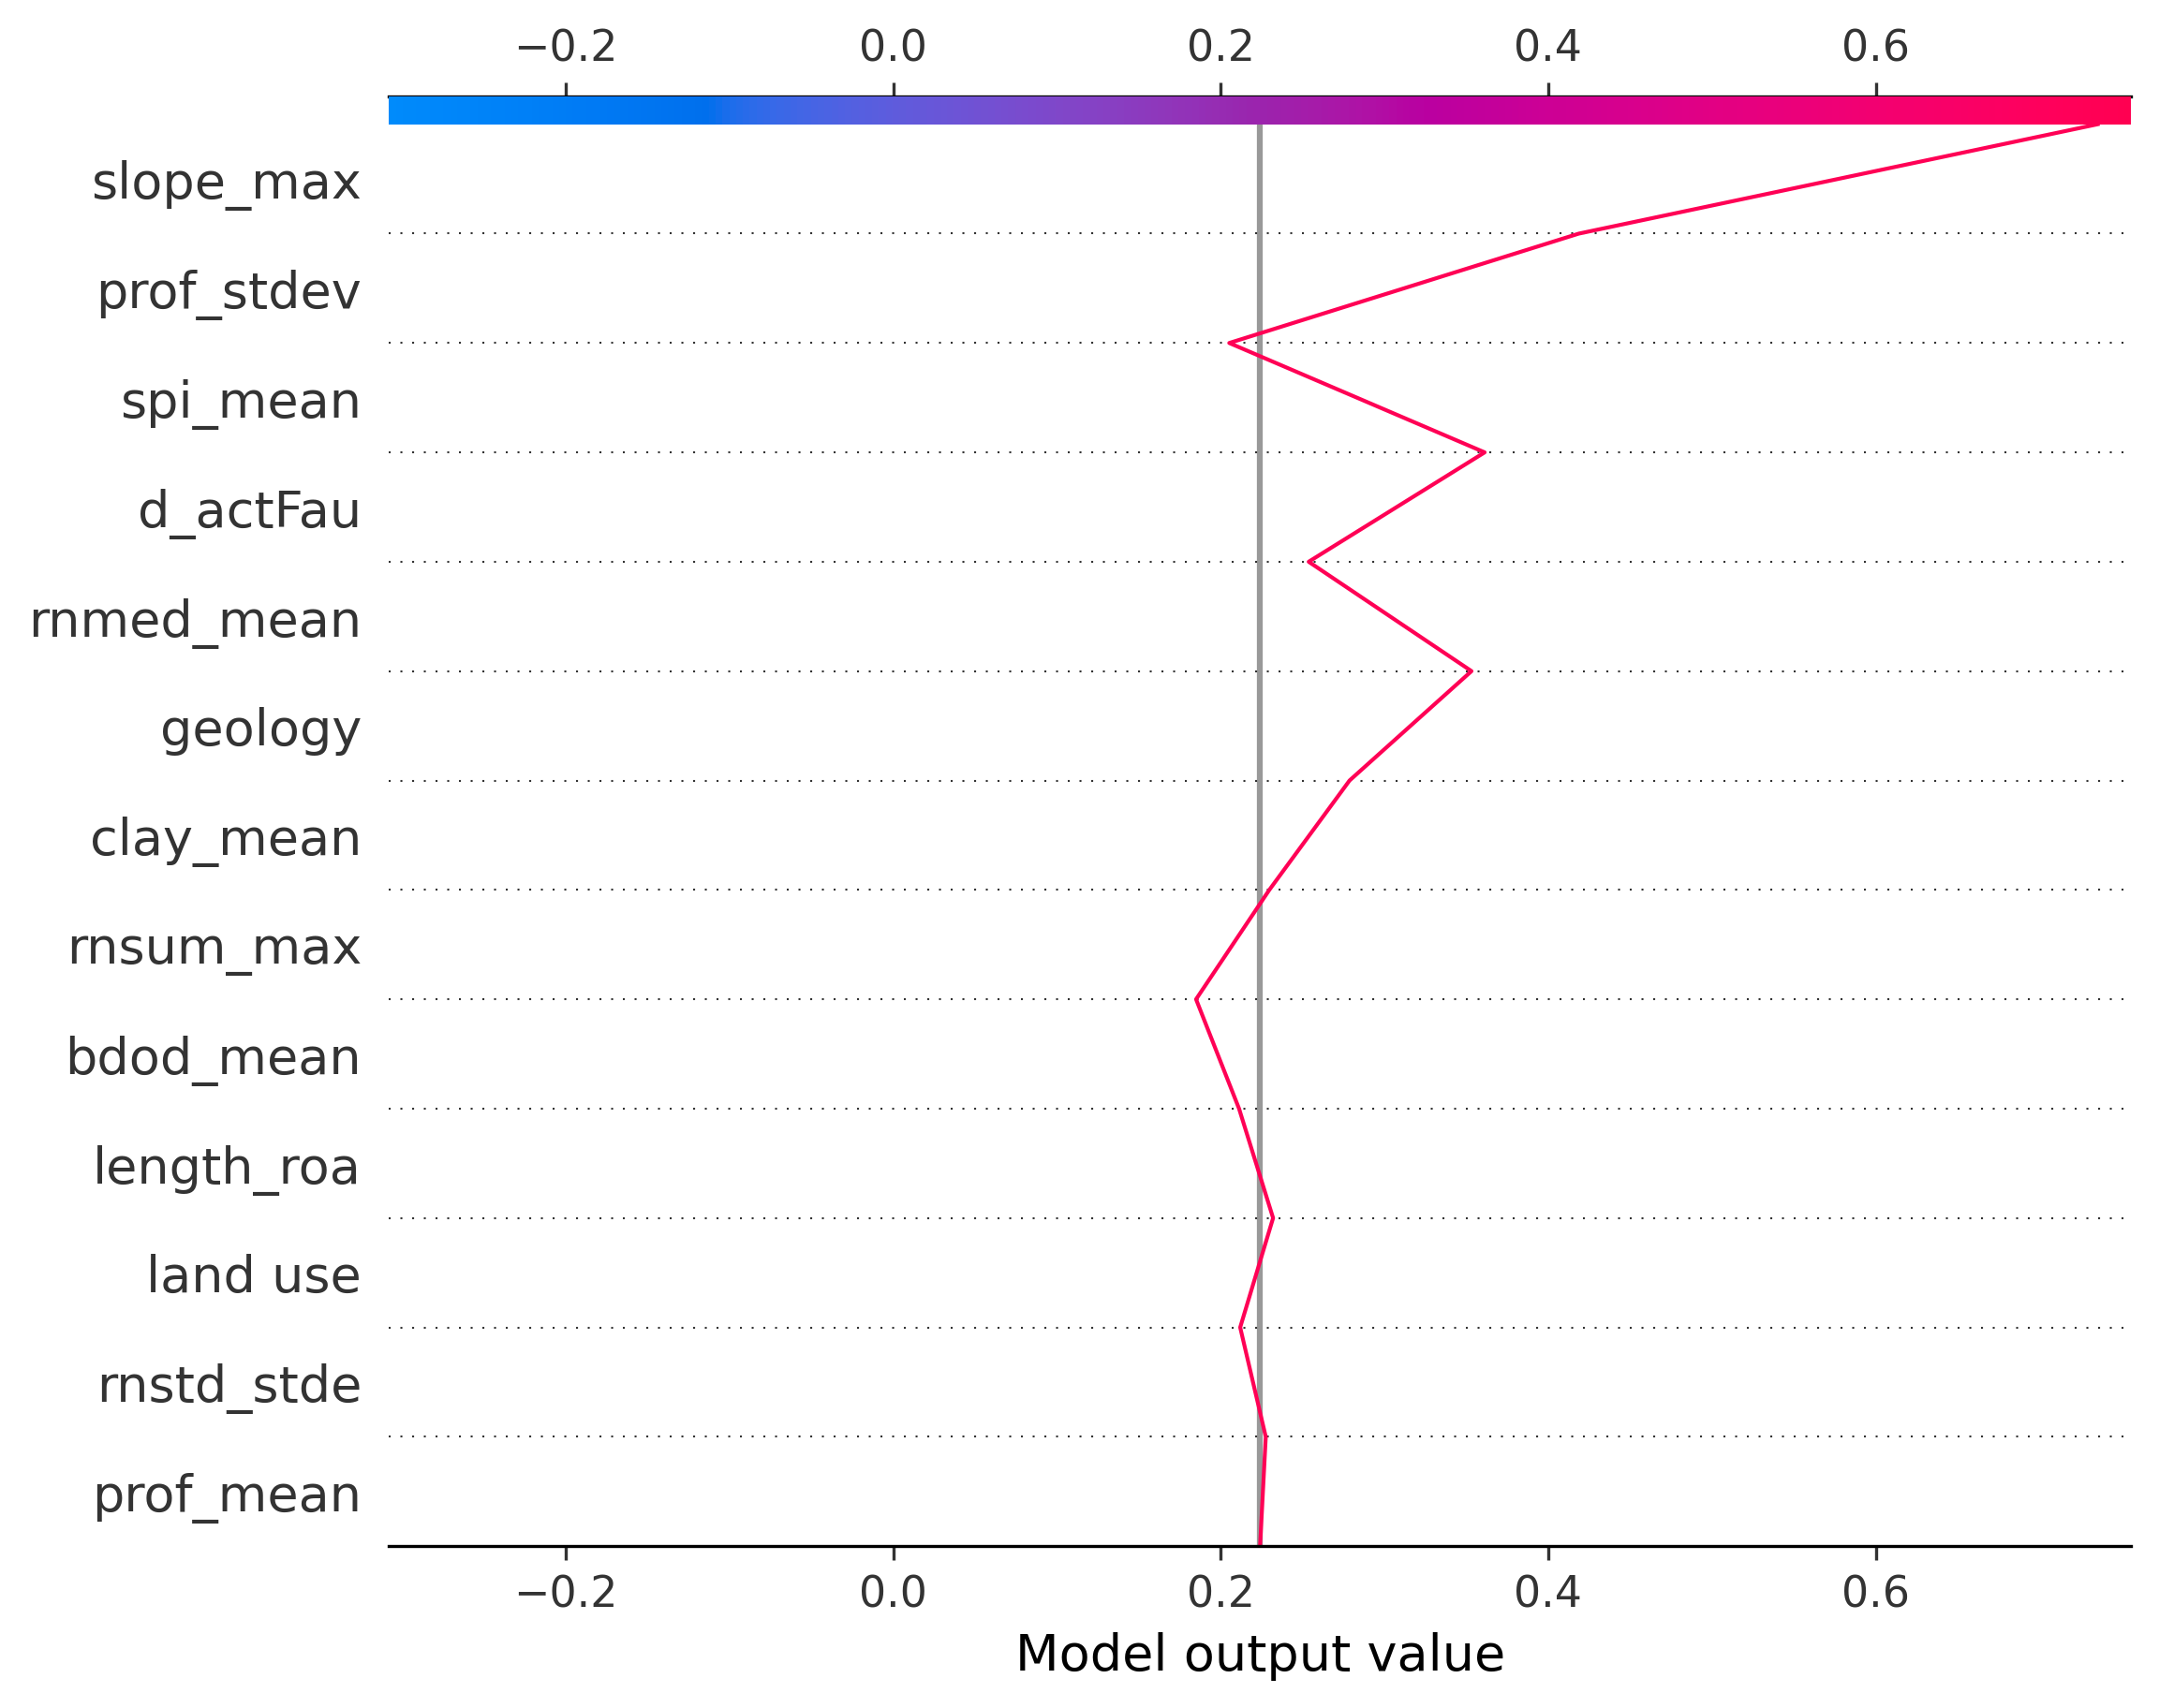 −0.2 0.0 0.2 0.4 0.6
slope_max
prof_stdev
spi_mean
d_actFau
rnmed_mean
geology
clay_mean
rnsum_max
bdod_mean
length_roa
land use
rnstd_stde
prof_mean
−0.2 0.0 0.2 0.4 0.6
Model output value